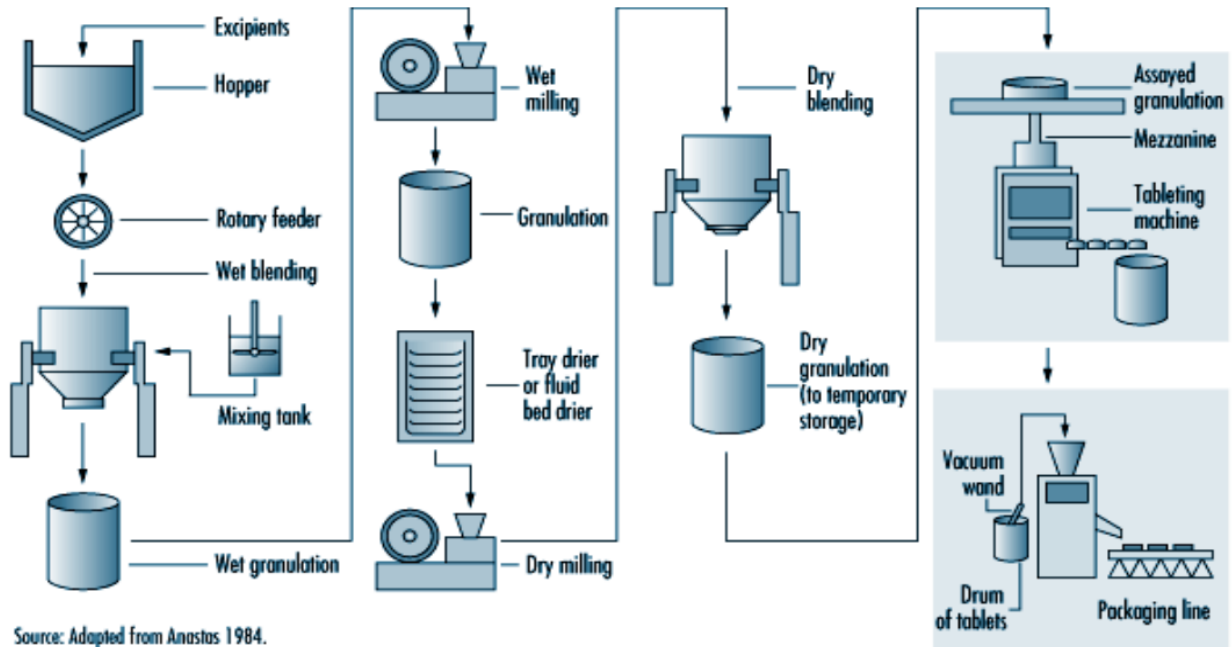 Excipients
Hopper
Rotary feeder
Wet blending
Mixing tank
Wet granulation
Wet
milling
Granulation
Tray drier
or fluid
bed drier
Dry milling
Dry
blending
Dry
granulation
(to temporary
storage)
Assayed
granulation
Mezzanine
Tableting
machine
Vacuum
wand
Drum
of tablets
Packaging line
Source: Adapted from Anastas 1984.